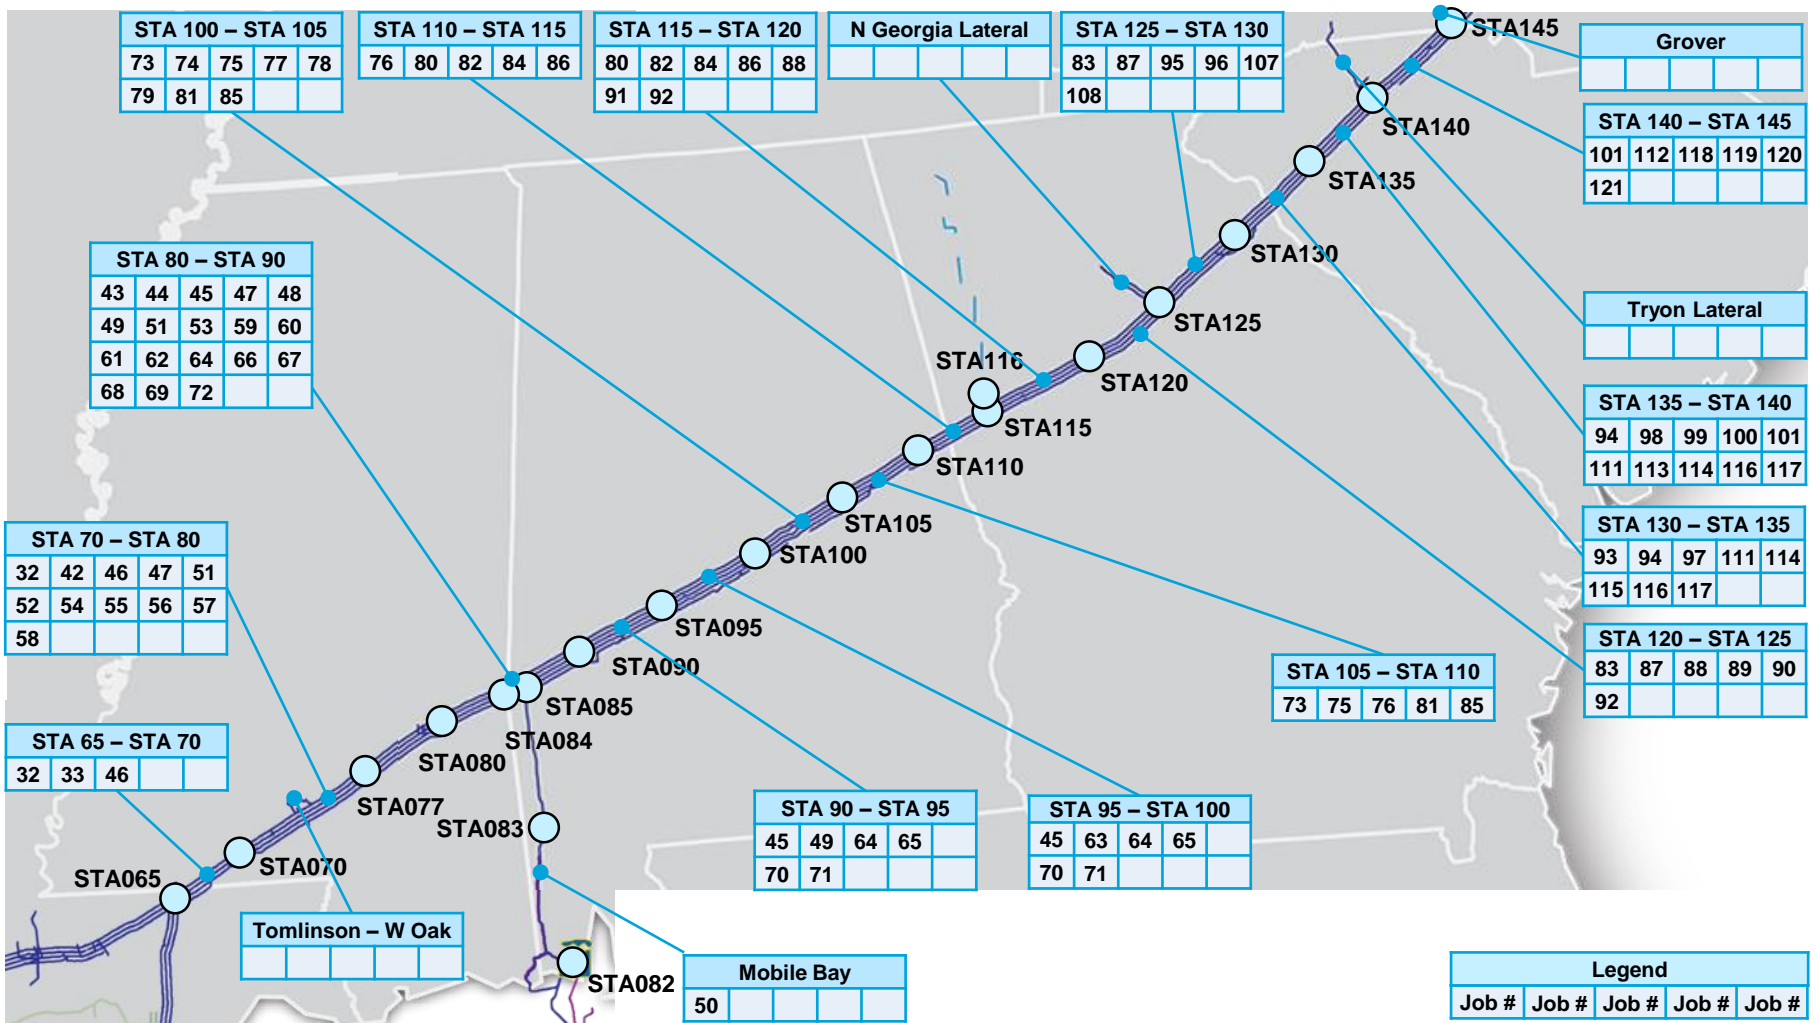 STA 100 – STA 105
73 74 75 77 78
79 81 85
STA 110 – STA 115
76 80 82 84 86
STA 115 – STA 120
80 82 84 86 88
91 92
N Georgia Lateral
STA 125 – STA 130
83 87 95 96 107
108
STA145
Grover
STA140
STA 140 – STA 145
101 112 118 119 120
121
STA135
STA130
STA 80 – STA 90
43 44 45 47 48
49 51 53 59 60
61 62 64 66 67
68 69 72
STA125
Tryon Lateral
STA116
STA120
STA115
STA 135 – STA 140
94 98 99 100 101
111 113 114 116 117
STA110
STA105
STA 130 – STA 135
93 94 97 111 114
115 116 117
STA 70 – STA 80
32 42 46 47 51
52 54 55 56 57
58
STA100
STA095
STA090
STA 120 – STA 125
83 87 88 89 90
92
STA 105 – STA 110
73 75 76 81 85
STA085
STA084
STA080
STA 65 – STA 70
32 33 46
STA077
STA083
STA 90 – STA 95
45 49 64 65
70 71
STA 95 – STA 100
45 63 64 65
70 71
STA070
STA065
Tomlinson – W Oak
STA082
Mobile Bay
50
Legend
Job # Job # Job # Job # Job #